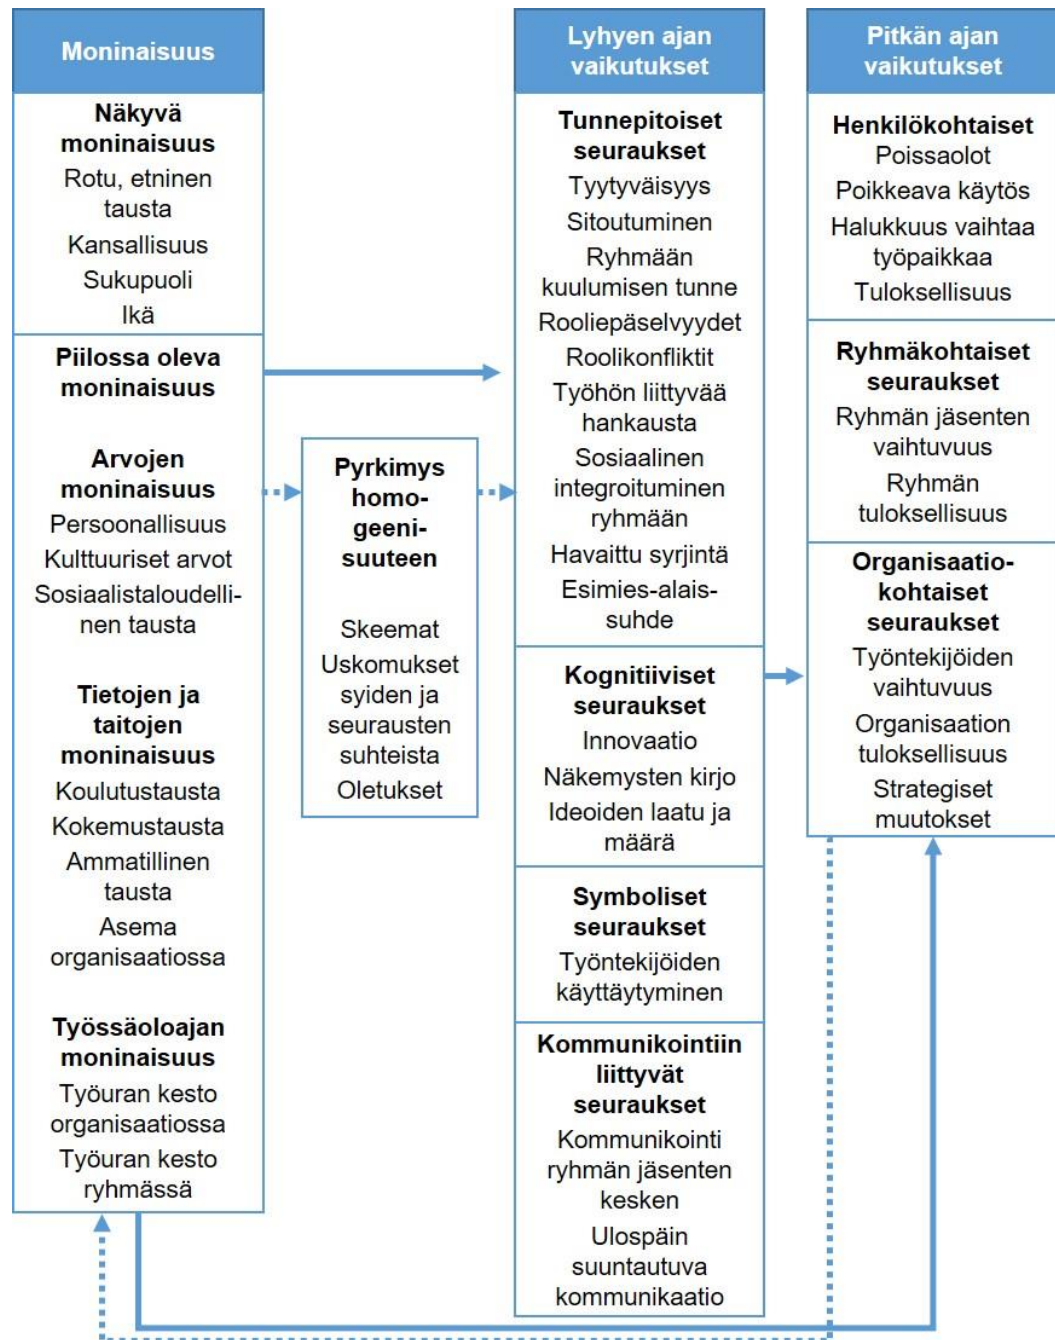 Moninaisuus
Näkyvä
moninaisuus
Rotu, etninen
tausta
Kansallisuus
Sukupuoli
Ikä
Piilossa oleva
moninaisuus
Arvojen
moninaisuus
Persoonallisuus
Kulttuuriset arvot
Sosiaalistaloudelli-
nen tausta
Tietojen ja
taitojen
moninaisuus
Koulutustausta
Kokemustausta
Ammatillinen
tausta
Asema
organisaatiossa
Työssäoloajan
moninaisuus
Työuran kesto
organisaatiossa
Työuran kesto
ryhmässä
Pyrkimys
homo-
geeni-
suuteen
Skeemat
Uskomukset
syiden ja
seurausten
suhteista
Oletukset
Lyhyen ajan
vaikutukset
Tunnepitoiset
seuraukset
Tyytyväisyys
Sitoutuminen
Ryhmään
kuulumisen tunne
Rooliepäselvyydet
Roolikonfliktit
Työhön liittyvää
hankausta
Sosiaalinen
integroituminen
ryhmään
Havaittu syrjintä
Esimies-alais-
suhde
Kognitiiviset
seuraukset
Innovaatio
Näkemysten kirjo
Ideoiden laatu ja
määrä
Symboliset
seuraukset
Työntekijöiden
käyttäytyminen
Kommunikointiin
liittyvät
seuraukset
Kommunikointi
ryhmän jäsenten
kesken
Ulospäin
suuntautuva
kommunikaatio
Pitkän ajan
vaikutukset
Henkilökohtaiset
Poissaolot
Poikkeava käytös
Halukkuus vaihtaa
työpaikkaa
Tuloksellisuus
Ryhmäkohtaiset
seuraukset
Ryhmän jäsenten
vaihtuvuus
Ryhmän
tuloksellisuus
Organisaatio-
kohtaiset
seuraukset
Työntekijöiden
vaihtuvuus
Organisaation
tuloksellisuus
Strategiset
muutokset